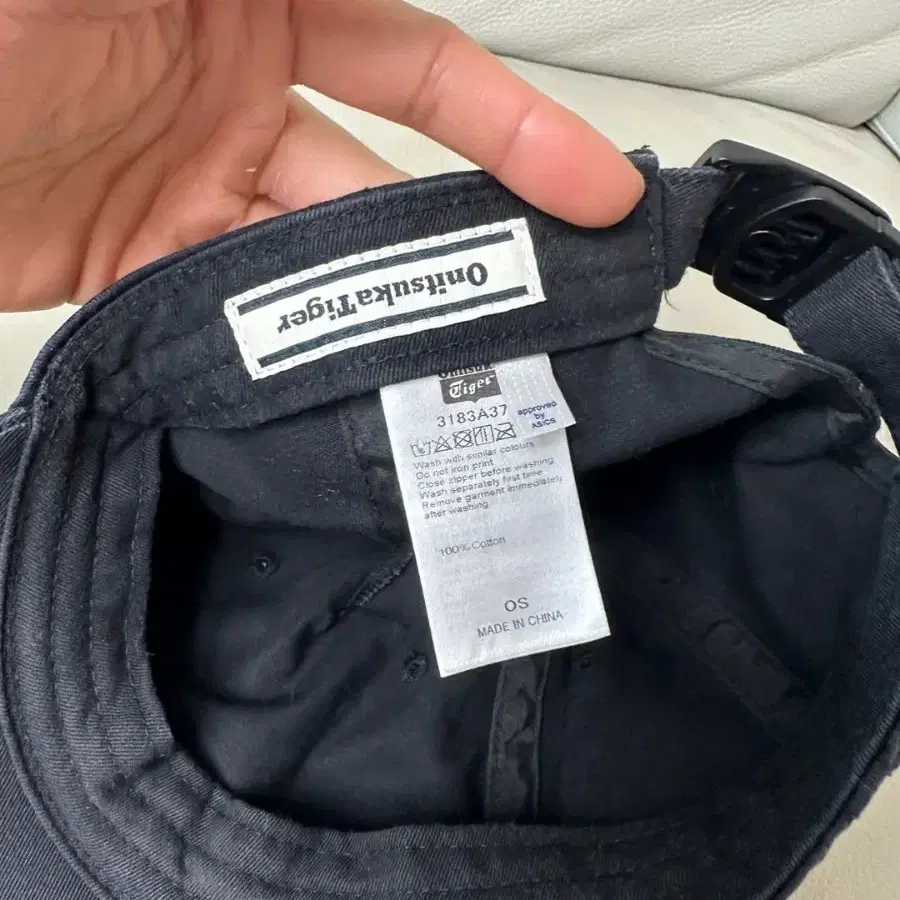 OnitsukaTiger
Tiger
3183A37
approved
by
ASICS
Wash with similar colours
Do not iron print
Close zipper before washing
Wash separately first time
Remove garment immediately
after washing
100% Cotton
OS
MADE IN CHINA